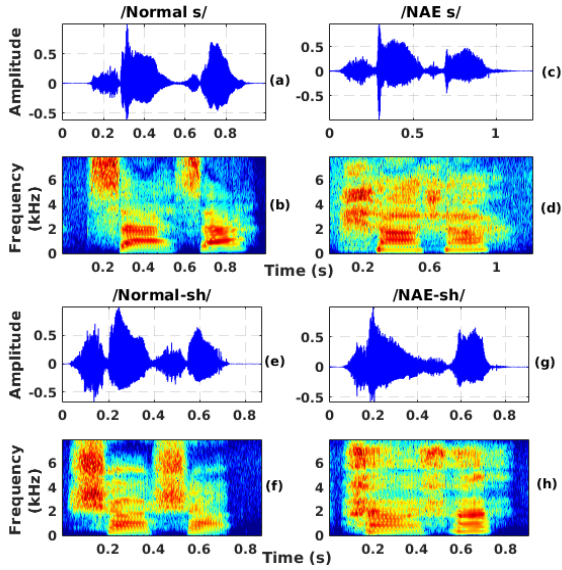 /Normal s/
/NAE s/
Amplitude
0.5
0
-0.5
(a)
0.5
0
-0.5
(c)
0 0.2 0.4 0.6 0.8
0 0.5 1
Frequency
(kHz)
6
4
2
0
(b)
6
4
2
0
(d)
0.2 0.4 0.6 0.8
0.2 0.6 1
Time (s)
/Normal-sh/
/NAE-sh/
Amplitude
0.5
0
-0.5
(e)
0.5
0
-0.5
(g)
0 0.2 0.4 0.6 0.8
0 0.2 0.4 0.6 0.8
Frequency
(kHz)
6
4
2
0
(f)
6
4
2
0
(h)
0 0.2 0.4 0.6 0.8
0 0.2 0.4 0.6 0.8
Time (s)